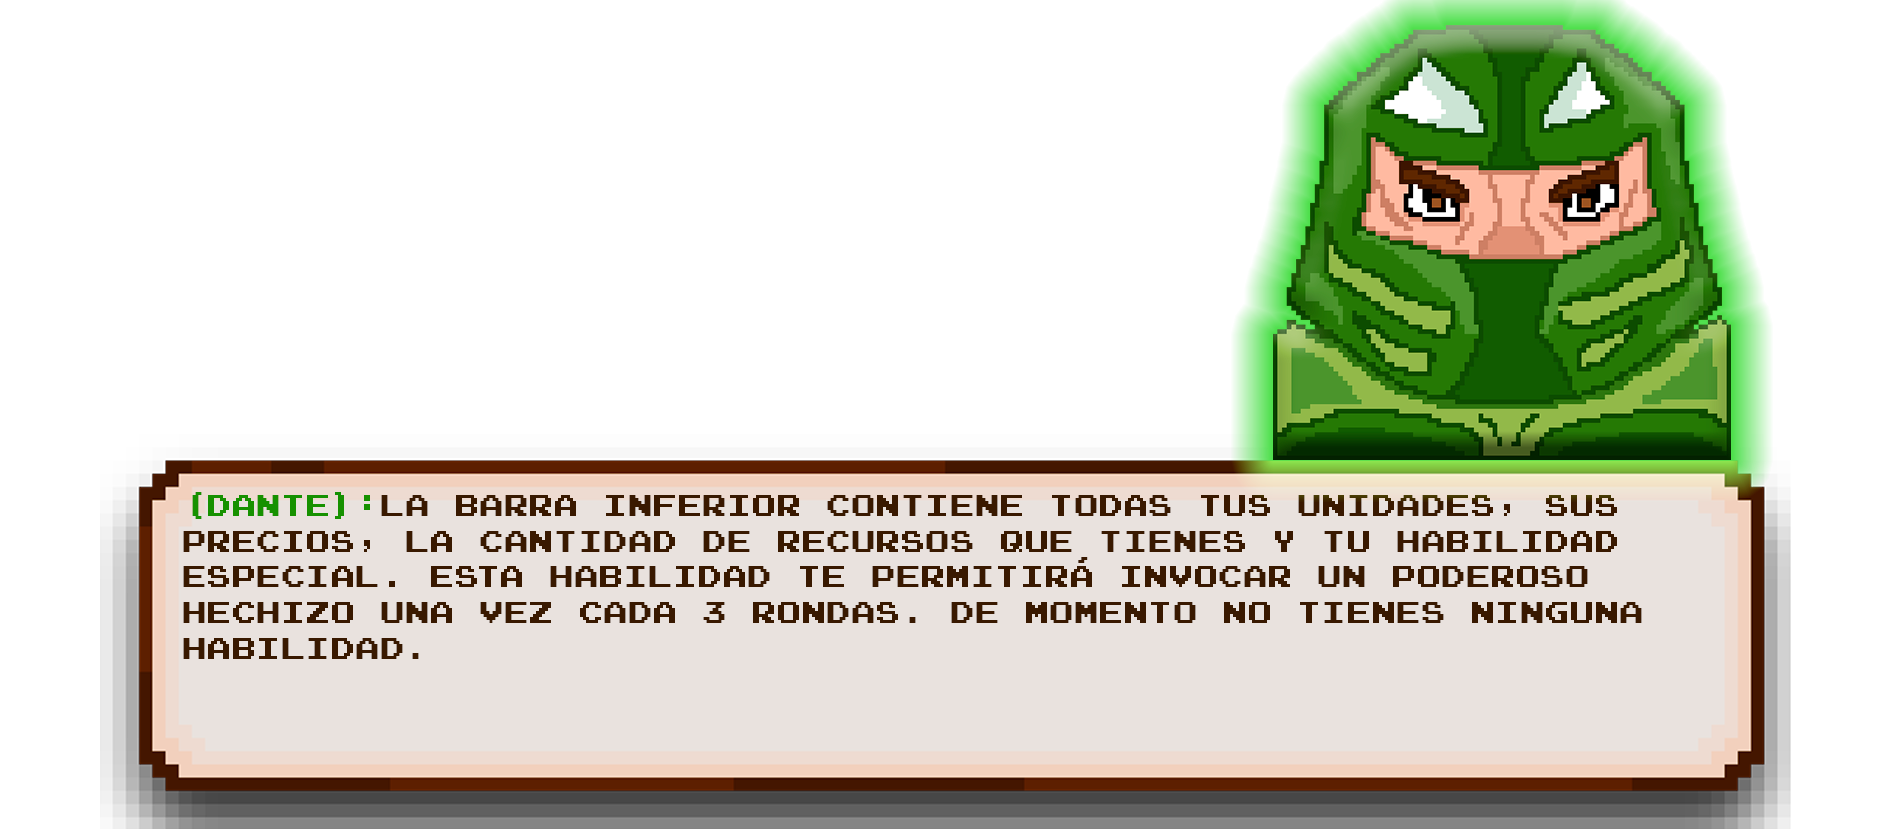 [DANTE]:LA BARRA INFERIOR CONTIENE TODAS TUS UNIDADES, SUS
PRECIOS, LA CANTIDAD DE RECURSOS QUE TIENES Y TU HABILIDAD
ESPECIAL. ESTA HABILIDAD TE PERMITIRÁ INVOCAR UN PODEROSO
HECHIZO UNA VEZ CADA 3 RONDAS. DE MOMENTO NO TIENES NINGUNA
HABILIDAD.